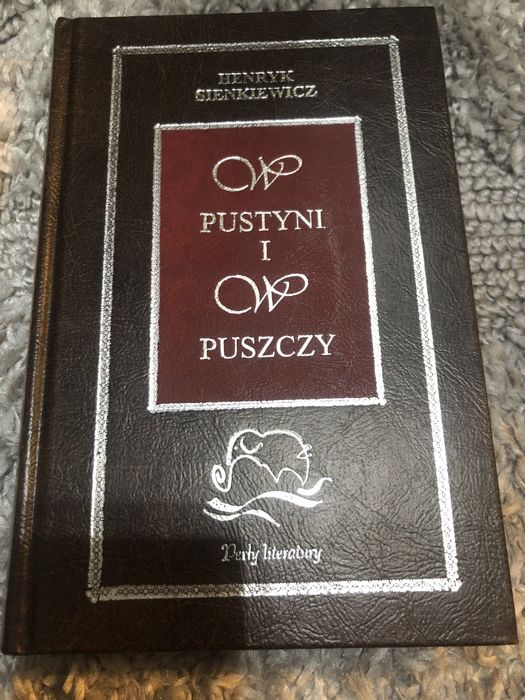 HENRYK
SIENKIEWICZ
W
PUSTYNI
I
W
PUSZCZY
Perły literatury